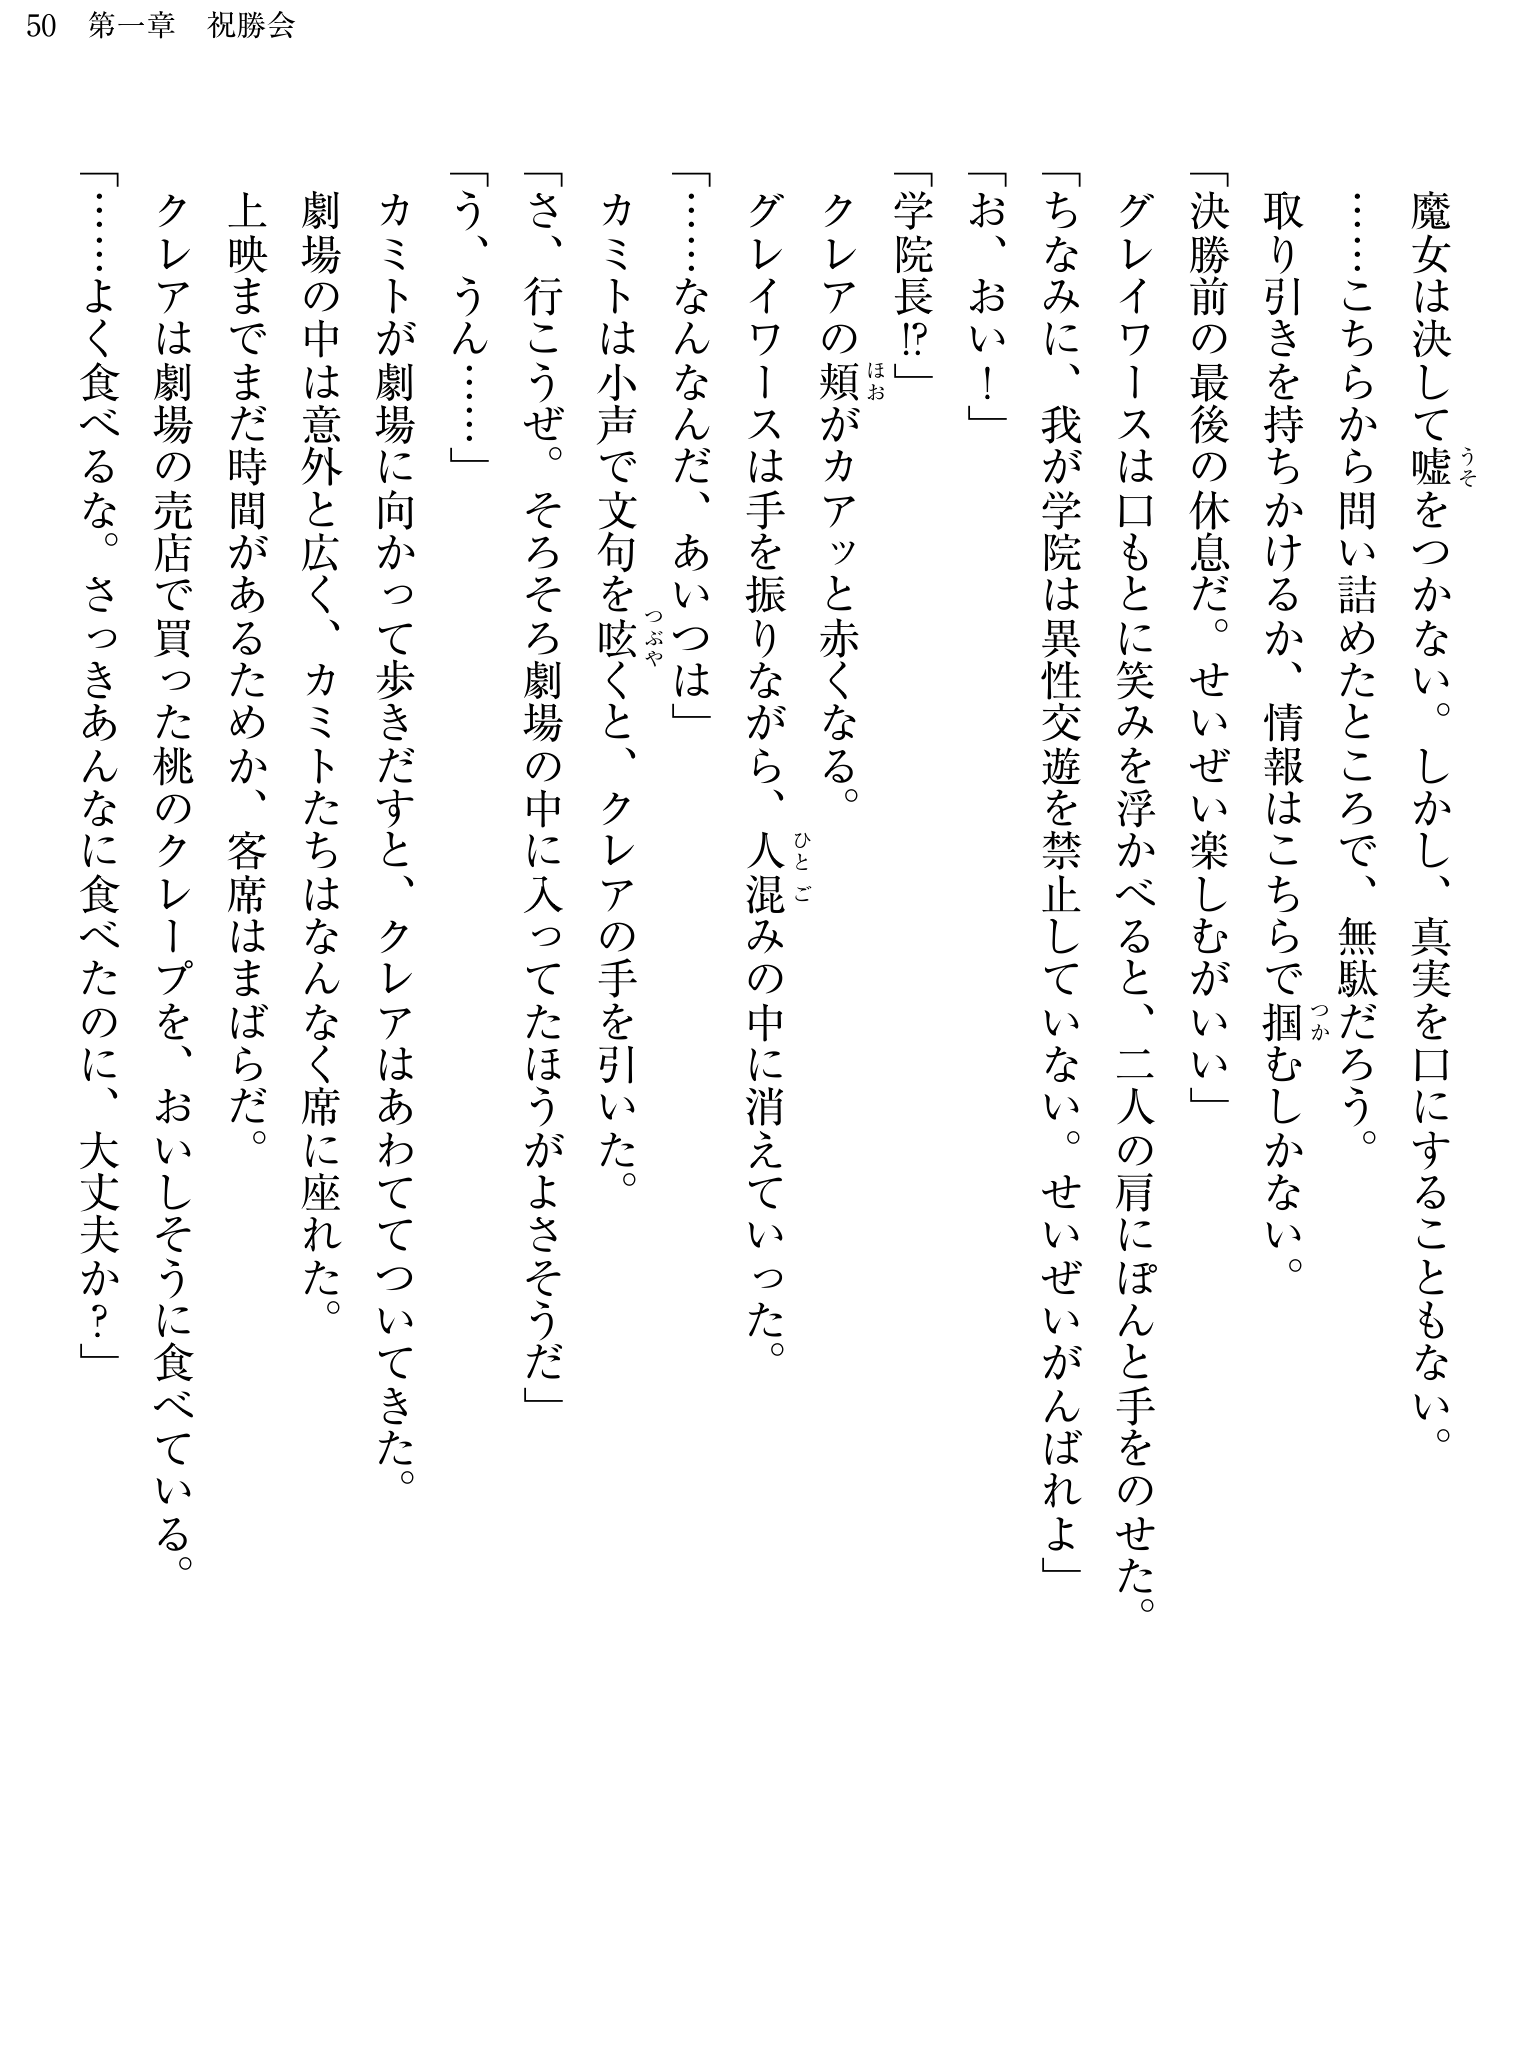 50　第一章　祝勝会
　魔女は決して嘘をつかない。しかし、真実を口にすることもない。
　……こちらから問い詰めたところで、無駄だろう。
　取り引きを持ちかけるか、情報はこちらで掴むしかない。
「決勝前の最後の休息だ。せいぜい楽しむがいい」
　グレイワースは口もとに笑みを浮かべると、二人の肩にぽんと手をのせた。
「ちなみに、我が学院は異性交遊を禁止していない。せいぜいがんばれよ」
「お、おい！」
「学院長!?」
　クレアの頬がカアッと赤くなる。
　グレイワースは手を振りながら、人混みの中に消えていった。
「……なんなんだ、あいつは」
　カミトは小声で文句を呟くと、クレアの手を引いた。
「さ、行こうぜ。そろそろ劇場の中に入ってたほうがよさそうだ」
「う、うん……」
　カミトが劇場に向かって歩きだすと、クレアはあわててついてきた。
　劇場の中は意外と広く、カミトたちはなんなく席に座れた。
　上映までまだ時間があるためか、客席はまばらだ。
　クレアは劇場の売店で買った桃のクレープを、おいしそうに食べている。
「……よく食べるな。さっきあんなに食べたのに、大丈夫か？」